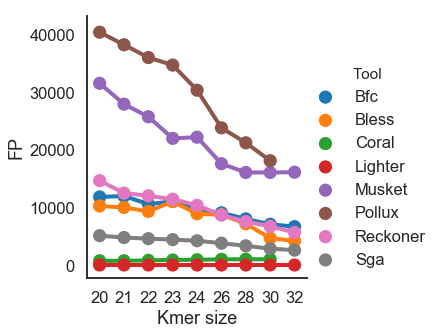 40000
30000
20000
10000
0
FP
20 21 22 23 24 26 28 30 32
Kmer size
Tool
Bfc
Bless
Coral
Lighter
Musket
Pollux
Reckoner
Sga